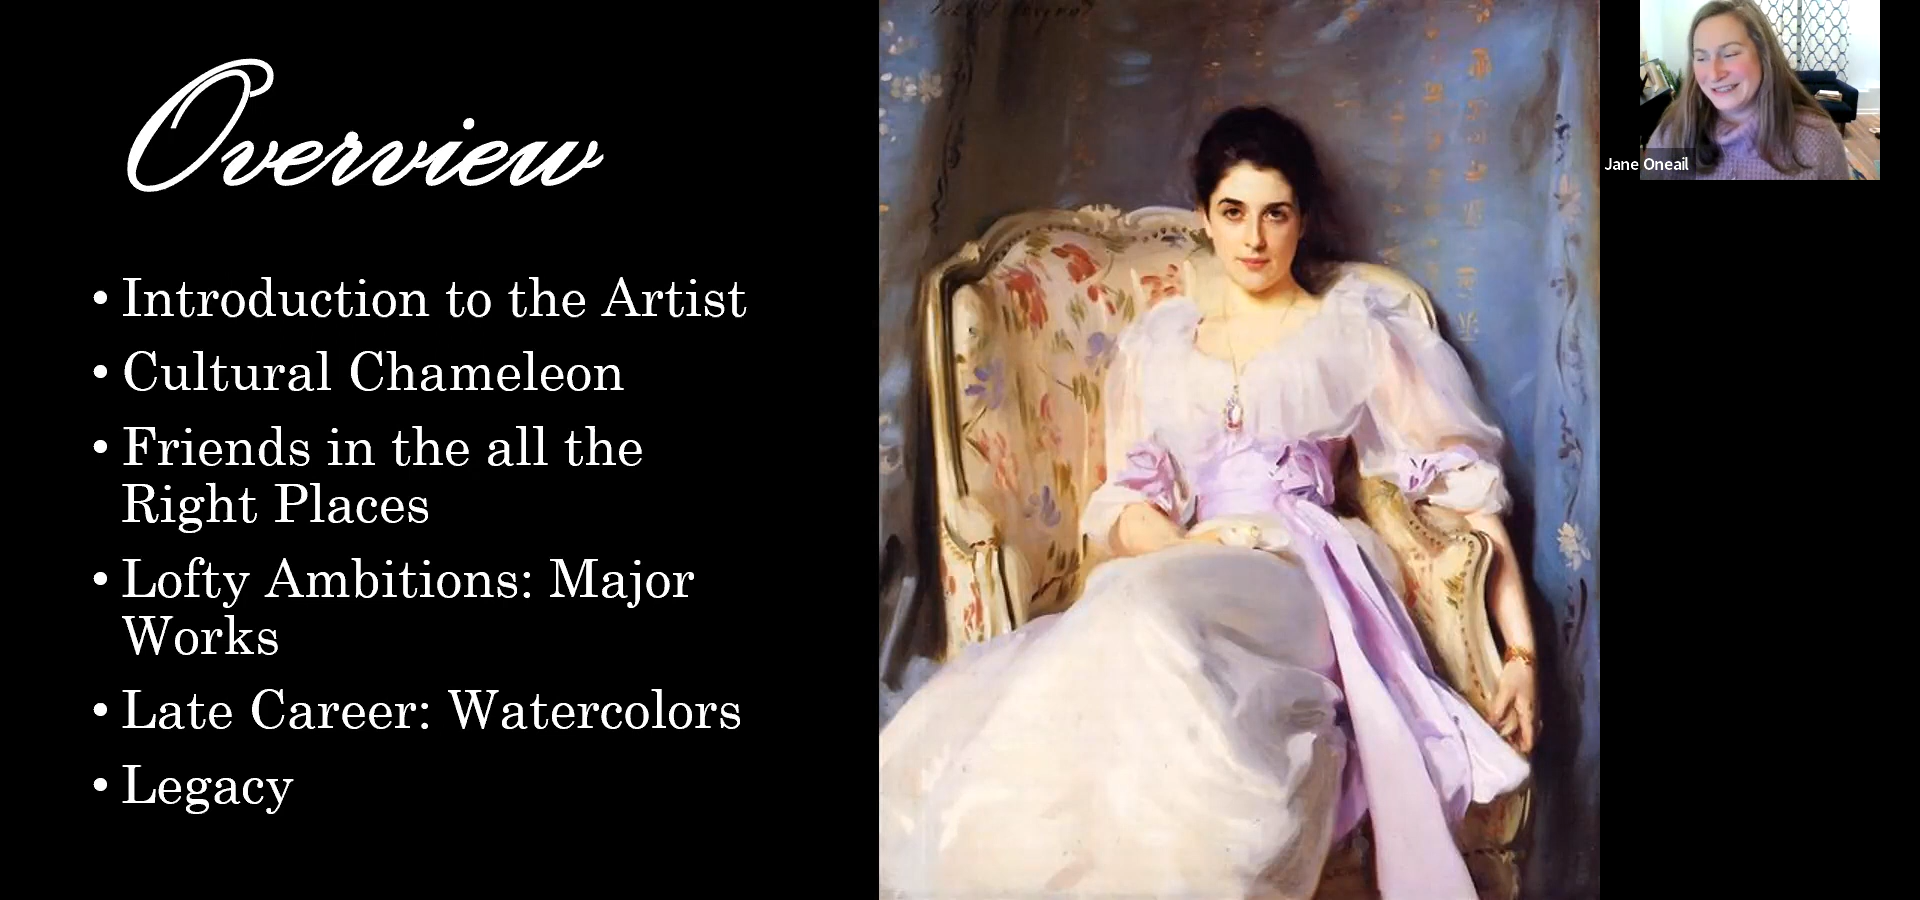 Overview
• Introduction to the Artist
• Cultural Chameleon
• Friends in the all the
Right Places
• Lofty Ambitions: Major
Works
• Late Career: Watercolors
• Legacy
Jane Oneail